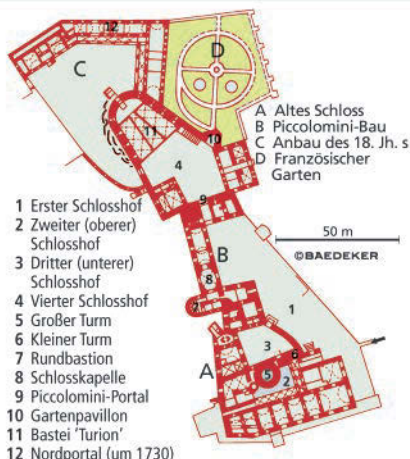 12
C
D
11
10
4
9
A Altes Schloss
B Piccolomini-Bau
C Anbau des 18. Jh. s
D Französischer
Garten
50 m
©BAEDEKER
B
8
7
1
3
6
A
5
2
1 Erster Schlosshof
2 Zweiter (oberer)
Schlosshof
3 Dritter (unterer)
Schlosshof
4 Vierter Schlosshof
5 Großer Turm
6 Kleiner Turm
7 Rundbastion
8 Schlosskapelle
9 Piccolomini-Portal
10 Gartenpavillon
11 Bastei 'Turion'
12 Nordportal (um 1730)